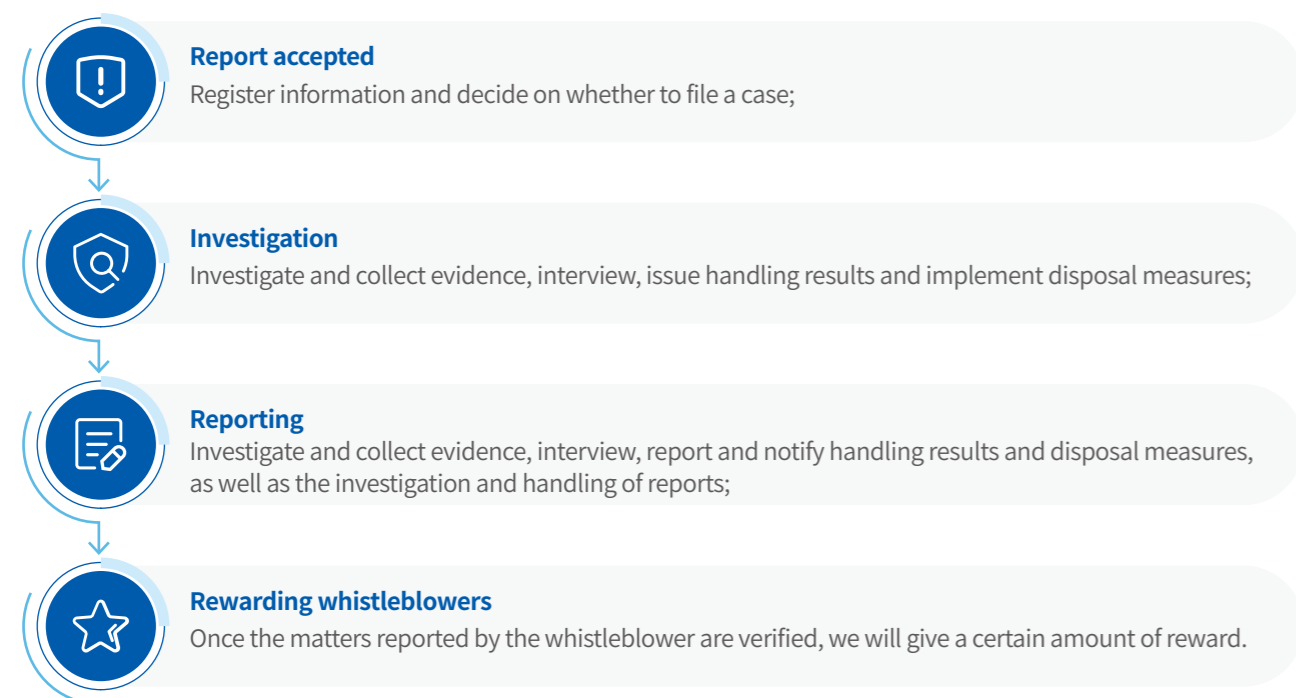 Report accepted
Register information and decide on whether to file a case;
Investigation
Investigate and collect evidence, interview, issue handling results and implement disposal measures;
Reporting
Investigate and collect evidence, interview, report and notify handling results and disposal measures,
as well as the investigation and handling of reports;
Rewarding whistleblowers
Once the matters reported by the whistleblower are verified, we will give a certain amount of reward.